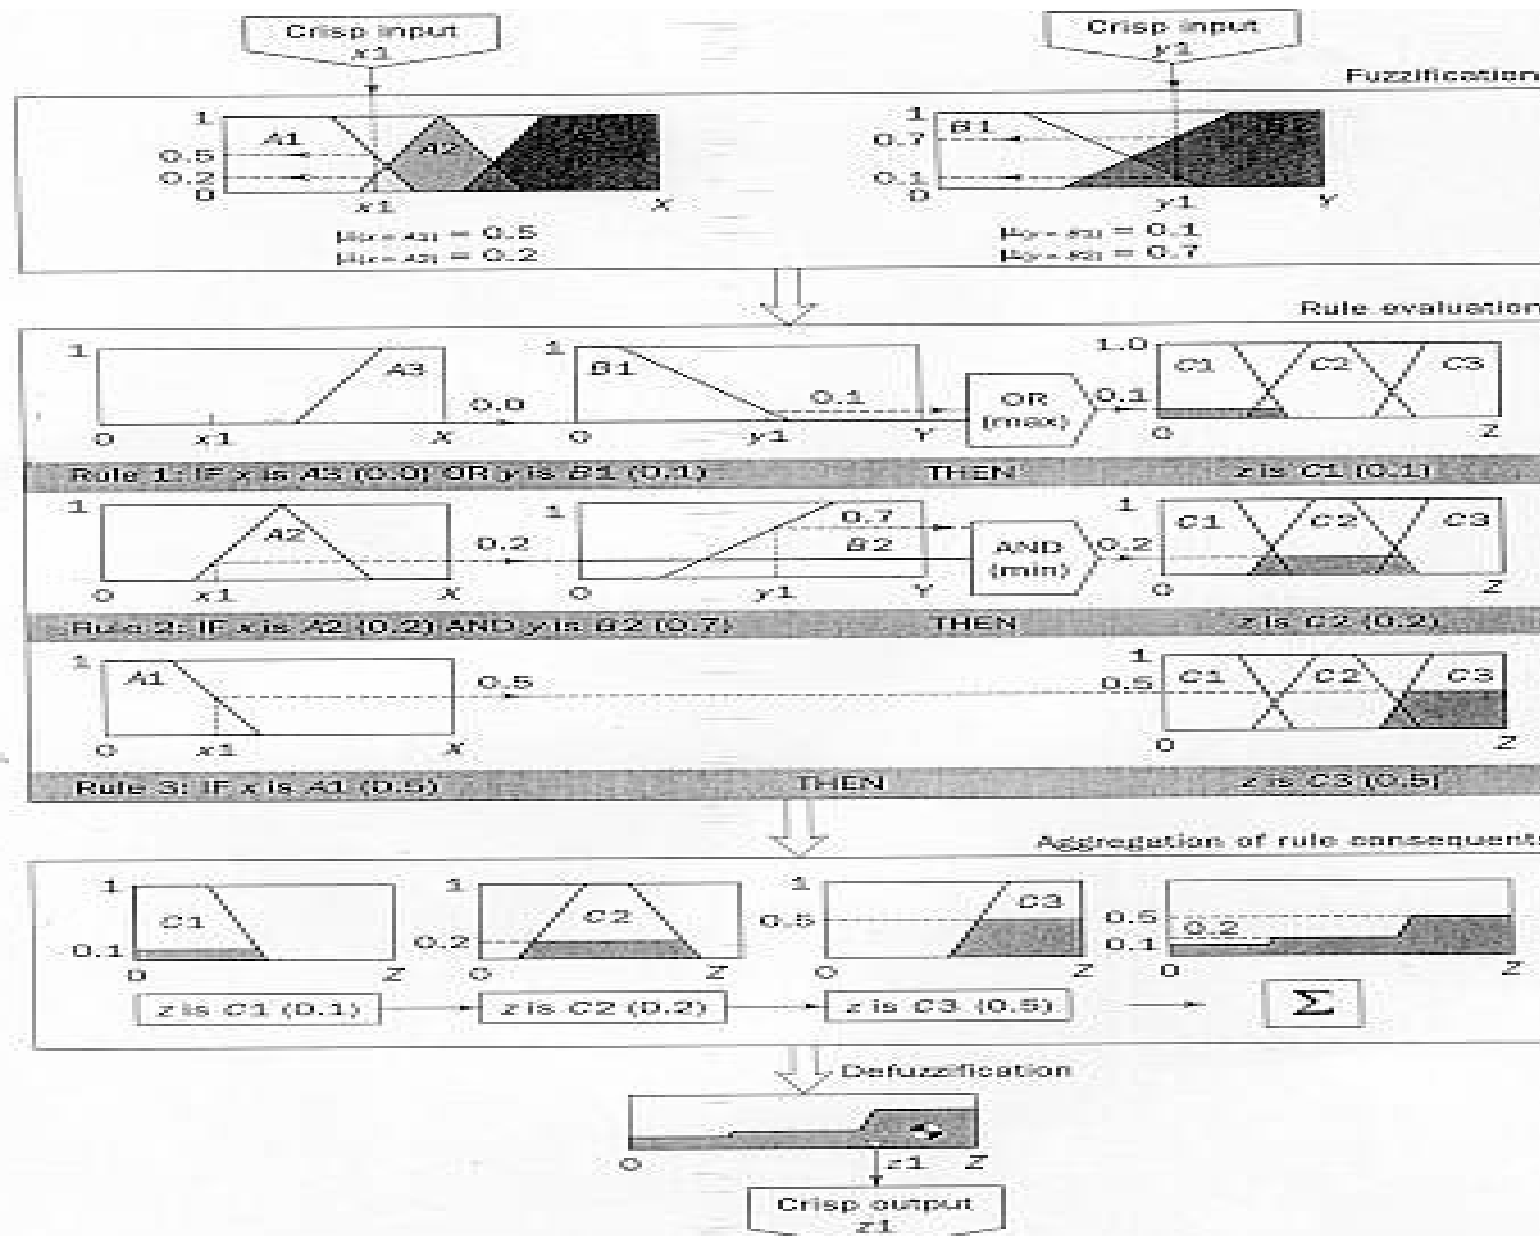 Crisp input
x1
Crisp input
y1
Fuzzification
1
A1
A2
0.5
0.2
0
x1
X
1
B1
0.7
0.1
0
y1
Y
μ(x = A1) = 0.5
μ(x = A2) = 0.2
μ(y = B1) = 0.1
μ(y = B2) = 0.7
Rule evaluation
1
A3
0.0
0
x1
X
1
B1
0.1
0
y1
Y
OR
(max)
1.0
0.1
C1
C2
C3
0
Z
Rule 1: IF x is A3 (0.0) OR y is B1 (0.1) THEN z is C1 (0.1)
1
A2
0.2
0
x1
X
1
0.7
B2
0
y1
Y
AND
(min)
1
0.2
C1
C2
C3
0
Z
Rule 2: IF x is A2 (0.2) AND y is B2 (0.7) THEN z is C2 (0.2)
1
A1
0.5
0
x1
X
1
0.5
C1
C2
C3
0
Z
Rule 3: IF x is A1 (0.5) THEN z is C3 (0.5)
Aggregation of rule consequent
1
C1
0.1
0
Z
1
C2
0.2
0
Z
1
C3
0.5
0
Z
0.5
0.2
0.1
0
Z
z is C1 (0.1)
z is C2 (0.2)
z is C3 (0.5)
Σ
Defuzzification
0
z1
Z
Crisp output
z1